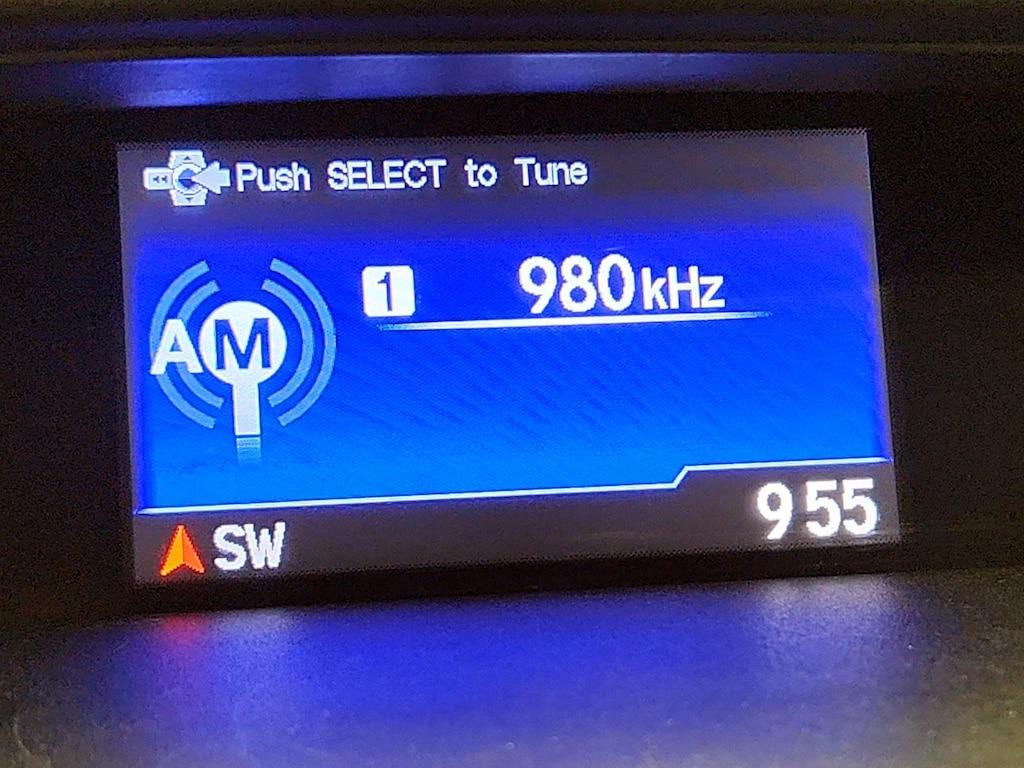 Push SELECT to Tune
AM
1 980kHz
SW
9 55